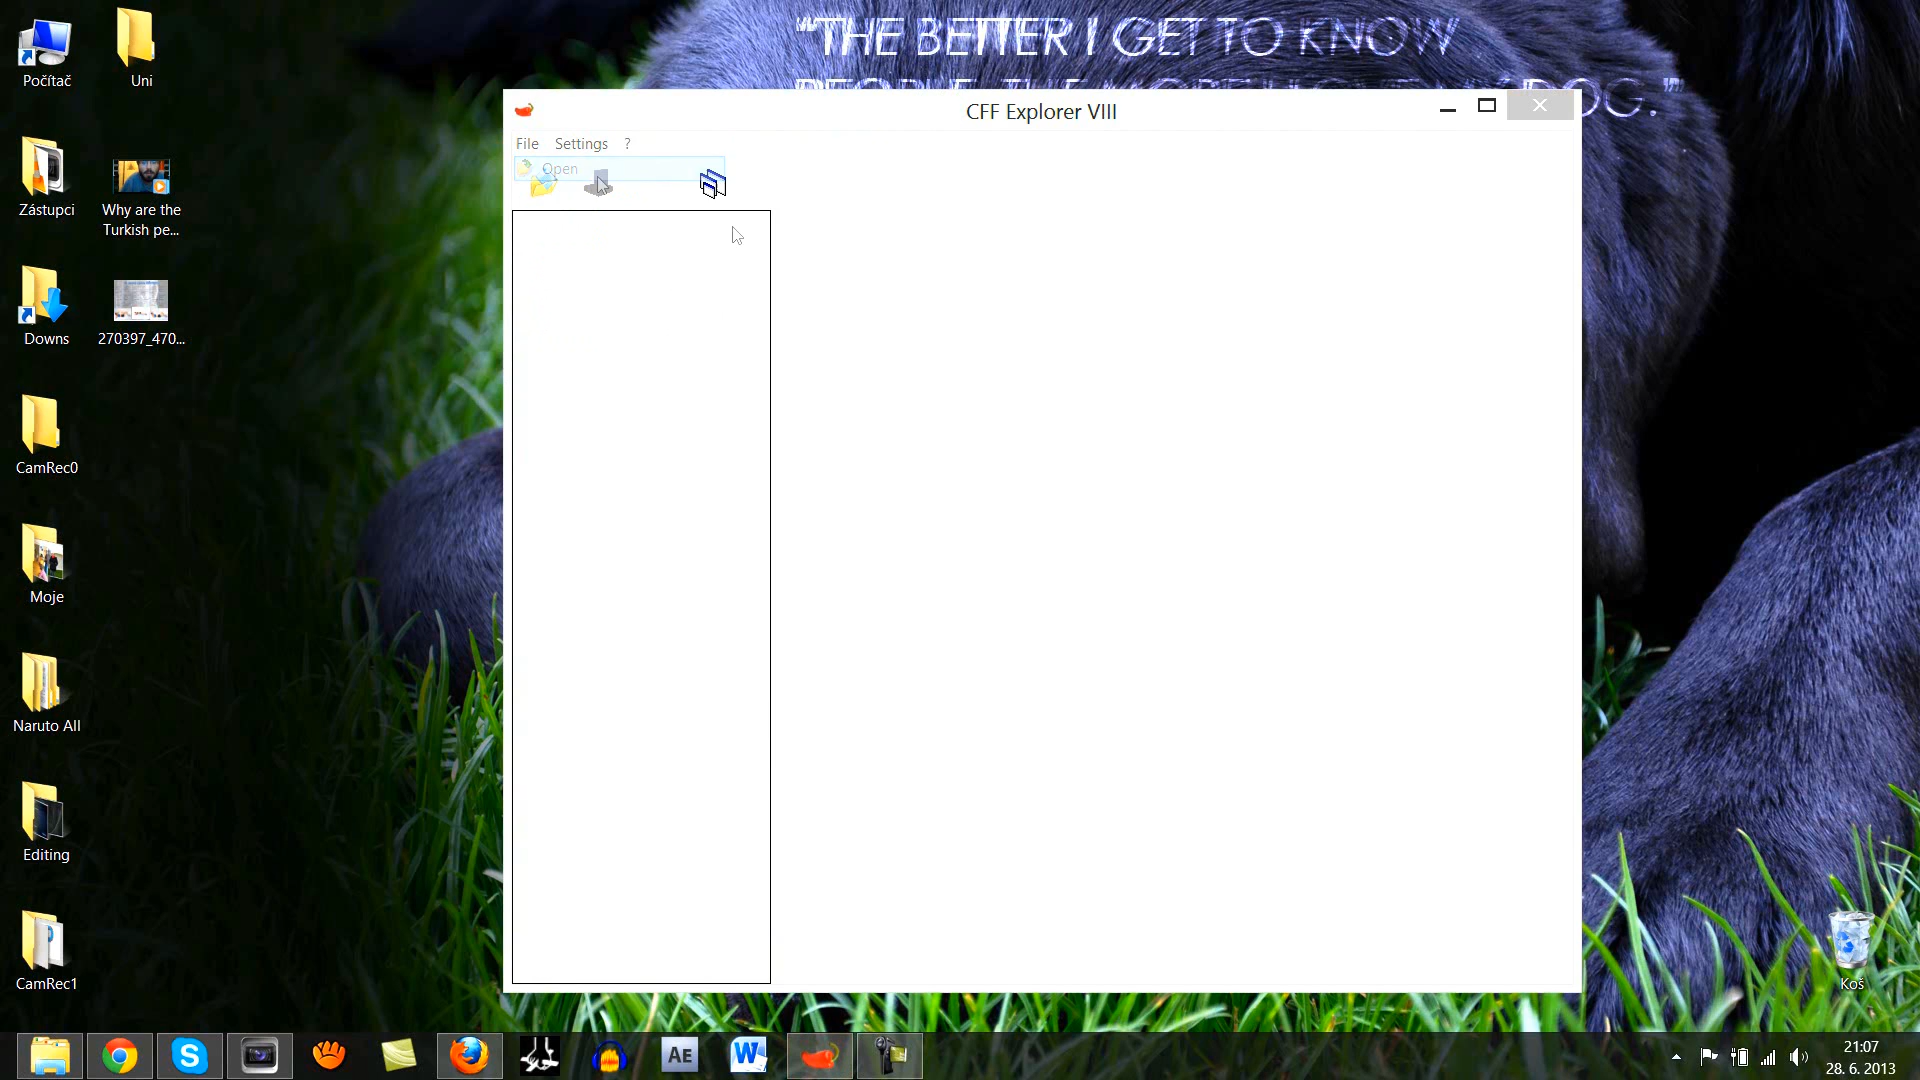 “THE BETTER I GET TO KNOW
DOG.”
CFF Explorer VIII
File Settings ?
Open
Počítač
Uni
Zástupci
Why are the
Turkish pe...
Downs
270397_470...
CamRec0
Moje
Naruto All
Editing
CamRec1
Koš
AE
21:07
28. 6. 2013